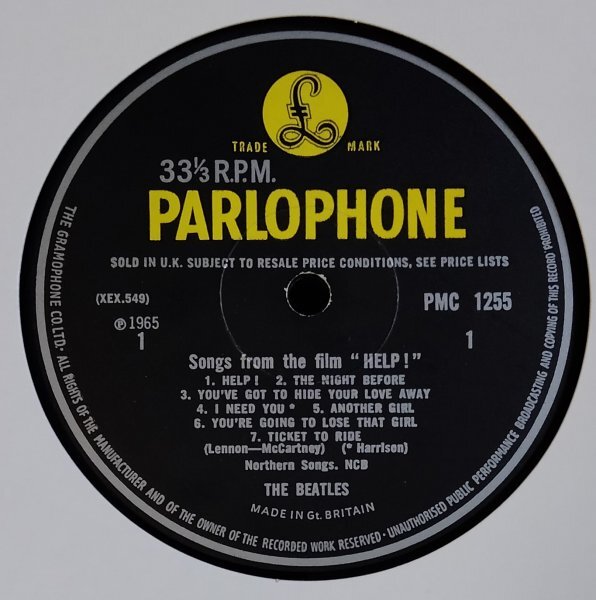 £
TRADE MARK
33⅓ R.P.M.
PARLOPHONE
SOLD IN U.K. SUBJECT TO RESALE PRICE CONDITIONS, SEE PRICE LISTS
(XEX.549)
PMC 1255
℗ 1965
1
1
Songs from the film "HELP!"
1. HELP! 2. THE NIGHT BEFORE
3. YOU'VE GOT TO HIDE YOUR LOVE AWAY
4. I NEED YOU * 5. ANOTHER GIRL
6. YOU'RE GOING TO LOSE THAT GIRL
7. TICKET TO RIDE
(Lennon—McCartney) (* Harrison)
Northern Songs. NCB
THE BEATLES
MADE IN Gt. BRITAIN
THE GRAMOPHONE CO. LTD. · ALL RIGHTS OF THE MANUFACTURER AND OF THE OWNER OF THE RECORDED WORK RESERVED · UNAUTHORISED PUBLIC PERFORMANCE BROADCASTING AND COPYING OF THIS RECORD PROHIBITED